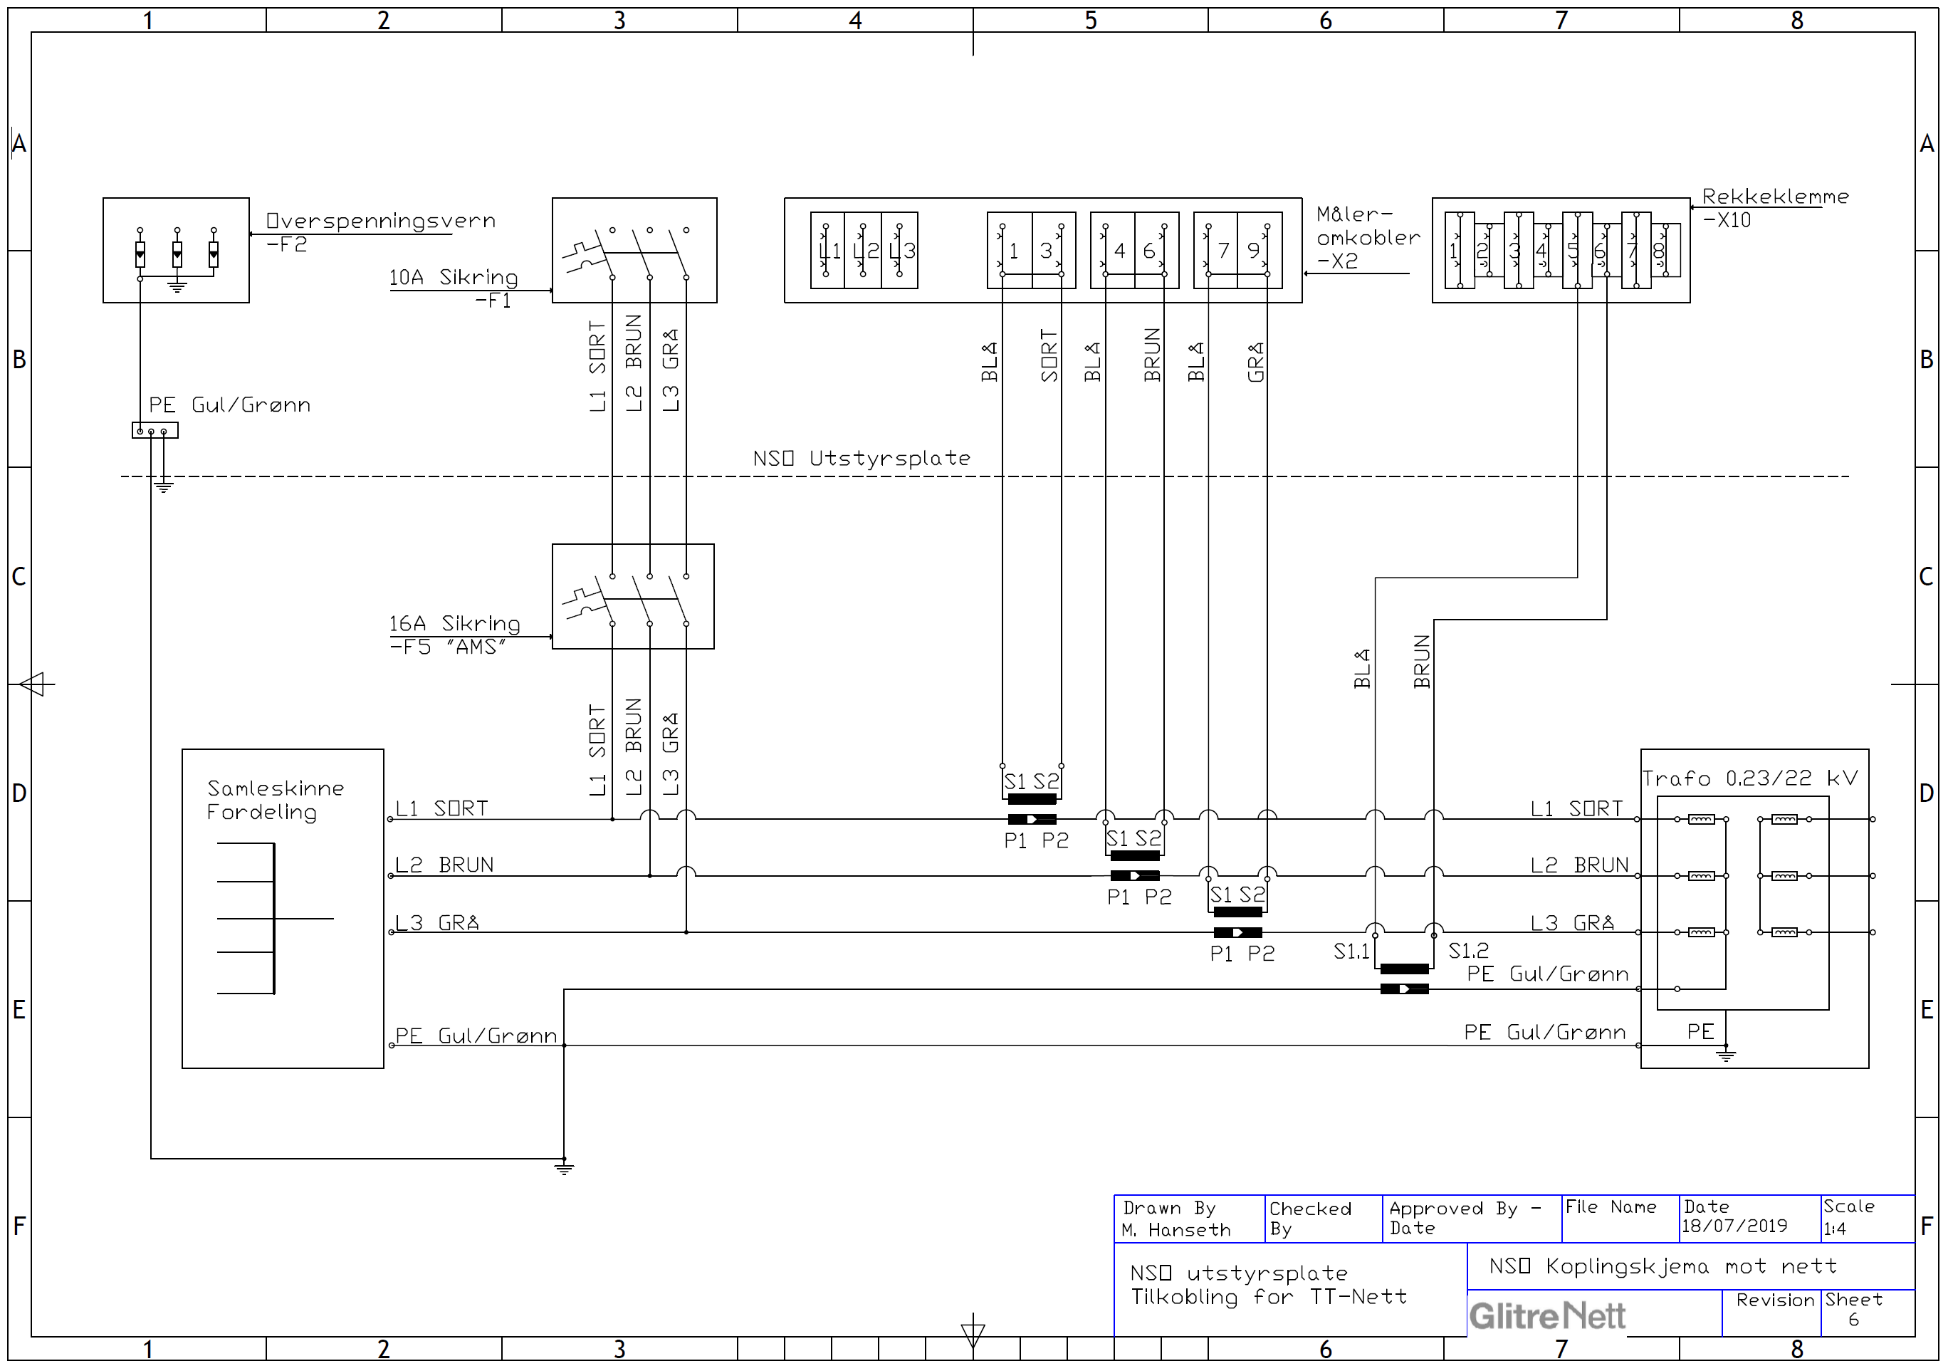 1 2 3 4 5 6 7 8
A A
Overspenningsvern
-F2
10A Sikring
-F1
L1 L2 L3 1 3 4 6 7 9
Måler-
omkobler
-X2
1 2 3 4 5 6 7 8
Rekkeklemme
-X10
B B
L1 SORT
L2 BRUN
L3 GRÅ
BLÅ
SORT
BLÅ
BRUN
BLÅ
GRÅ
PE Gul/Grønn
NSO Utstyrsplate
C C
16A Sikring
-F5 "AMS"
BLÅ
BRUN
L1 SORT
L2 BRUN
L3 GRÅ
D D
Samleskinne
Fordeling
Trafo 0.23/22 kV
S1 S2
L1 SORT
L1 SORT
P1 P2
S1 S2
L2 BRUN
L2 BRUN
P1 P2
S1 S2
L3 GRÅ
L3 GRÅ
P1 P2
S1.1 S1.2
PE Gul/Grønn
E E
PE Gul/Grønn
PE Gul/Grønn
PE
F F
Drawn By
M. Hanseth
Checked
By
Approved By -
Date
File Name
Date
18/07/2019
Scale
1:4
NSO utstyrsplate
Tilkobling for TT-Nett
NSO Koplingskjema mot nett
GlitreNett
Revision
Sheet
6
1 2 3 6 7 8